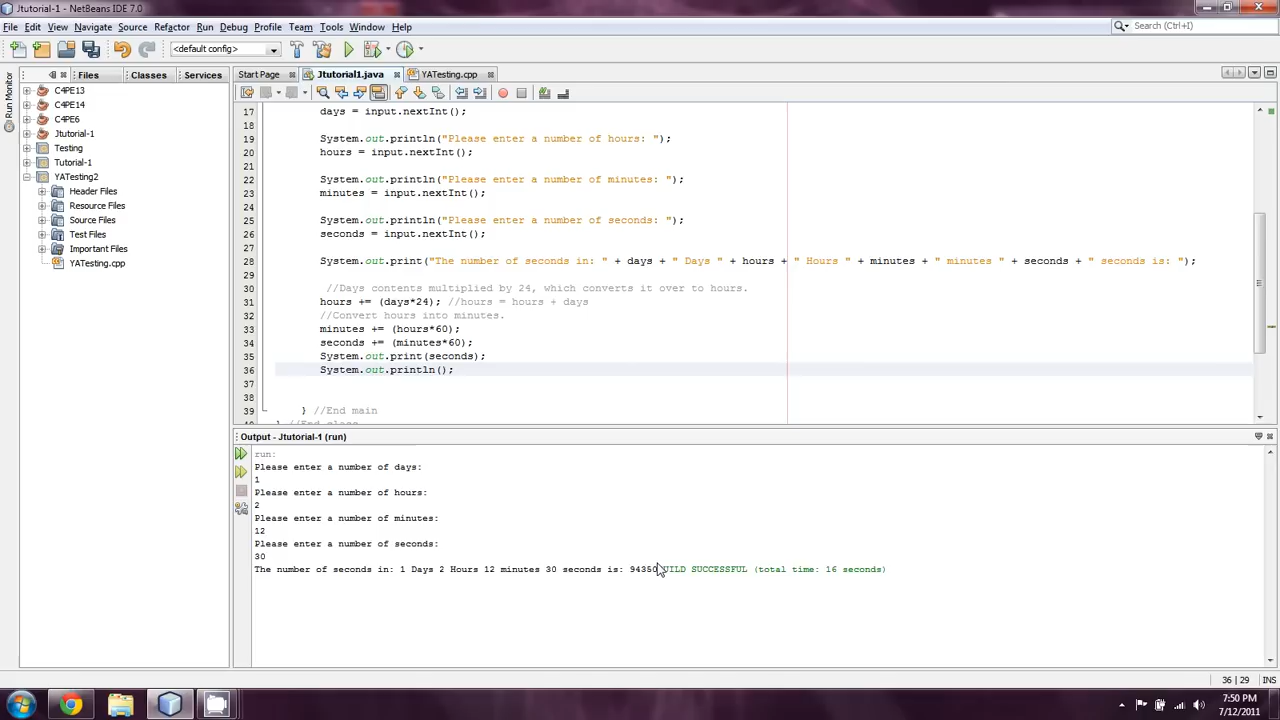 Jtutorial-1 - NetBeans IDE 7.0
File Edit View Navigate Source Refactor Run Debug Profile Team Tools Window Help
Search (Ctrl+I)
<default config>
Run Monitor
Files Classes Services
Start Page Jtutorial1.java YATesting.cpp
C4PE13
C4PE14
C4PE6
Jtutorial-1
Testing
Tutorial-1
YATesting2
Header Files
Resource Files
Source Files
Test Files
Important Files
YATesting.cpp
17 days = input.nextInt();
18
19 System.out.println("Please enter a number of hours: ");
20 hours = input.nextInt();
21
22 System.out.println("Please enter a number of minutes: ");
23 minutes = input.nextInt();
24
25 System.out.println("Please enter a number of seconds: ");
26 seconds = input.nextInt();
27
28 System.out.print("The number of seconds in: " + days + " Days " + hours + " Hours " + minutes + " minutes " + seconds + " seconds is: ");
29
30 //Days contents multiplied by 24, which converts it over to hours.
31 hours += (days*24); //hours = hours + days
32 //Convert hours into minutes.
33 minutes += (hours*60);
34 seconds += (minutes*60);
35 System.out.print(seconds);
36 System.out.println();
37
38
39 } //End main
} //End class
Output - Jtutorial-1 (run)
run:
Please enter a number of days:
1
Please enter a number of hours:
2
Please enter a number of minutes:
12
Please enter a number of seconds:
30
The number of seconds in: 1 Days 2 Hours 12 minutes 30 seconds is: 94350BUILD SUCCESSFUL (total time: 16 seconds)
36 | 29 INS
7:50 PM
7/12/2011